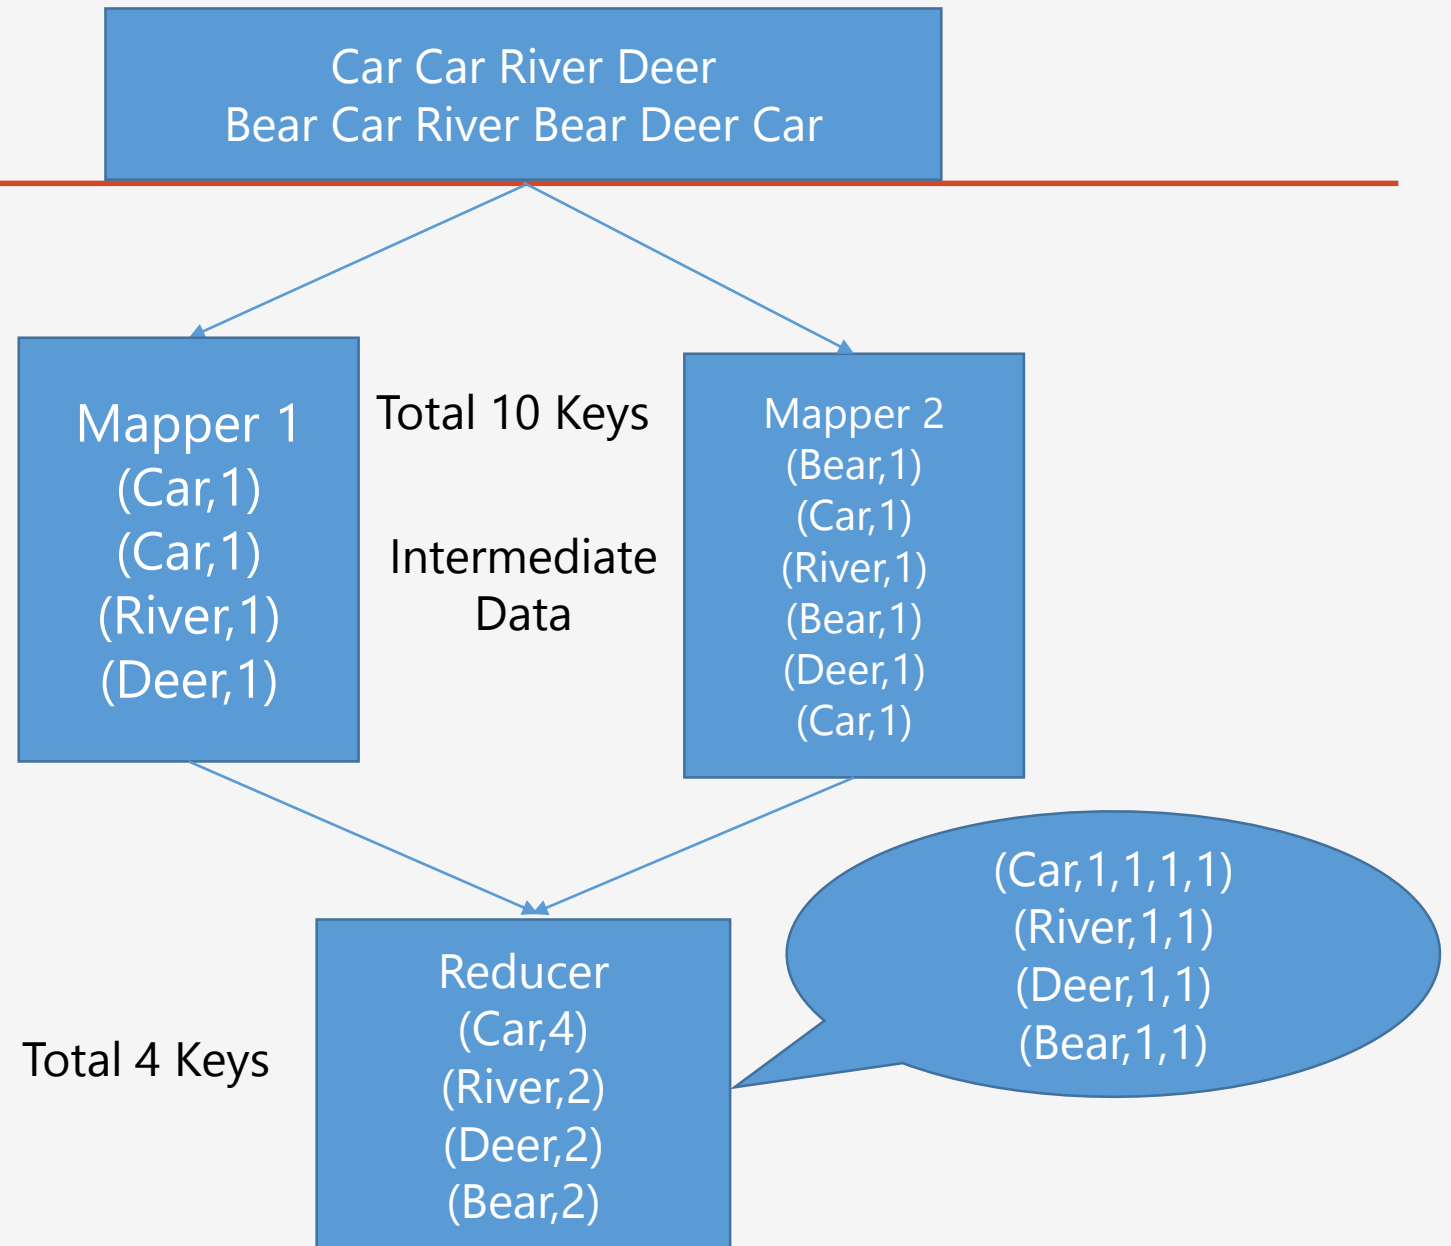 Car Car River Deer
Bear Car River Bear Deer Car
Mapper 1
(Car,1)
(Car,1)
(River,1)
(Deer,1)
Total 10 Keys
Intermediate
Data
Mapper 2
(Bear,1)
(Car,1)
(River,1)
(Bear,1)
(Deer,1)
(Car,1)
Total 4 Keys
Reducer
(Car,4)
(River,2)
(Deer,2)
(Bear,2)
(Car,1,1,1,1)
(River,1,1)
(Deer,1,1)
(Bear,1,1)